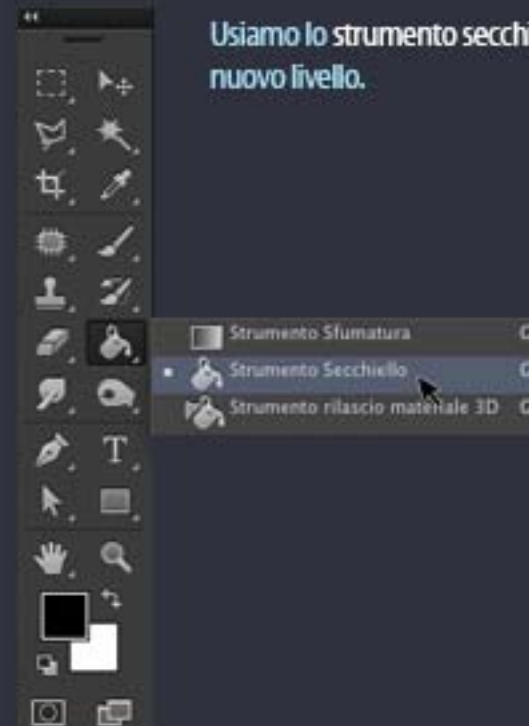 Usiamo lo strumento secchi
nuovo livello.
Strumento Sfumatura
Strumento Secchiello
Strumento rilascio materiale 3D